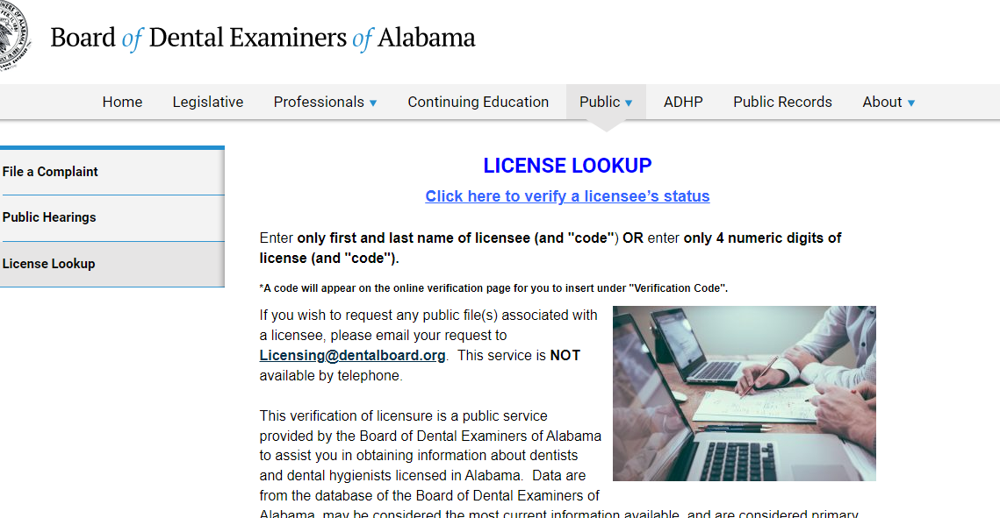 Board of Dental Examiners of Alabama
Home Legislative Professionals ▼ Continuing Education Public ▼ ADHP Public Records About ▼
File a Complaint
Public Hearings
License Lookup
LICENSE LOOKUP
Click here to verify a licensee’s status
Enter only first and last name of licensee (and "code") OR enter only 4 numeric digits of
license (and "code").
*A code will appear on the online verification page for you to insert under "Verification Code".
If you wish to request any public file(s) associated with
a licensee, please email your request to
Licensing@dentalboard.org. This service is NOT
available by telephone.
This verification of licensure is a public service
provided by the Board of Dental Examiners of Alabama
to assist you in obtaining information about dentists
and dental hygienists licensed in Alabama. Data are
from the database of the Board of Dental Examiners of
Alabama, may be considered the most current information available, and are considered primary